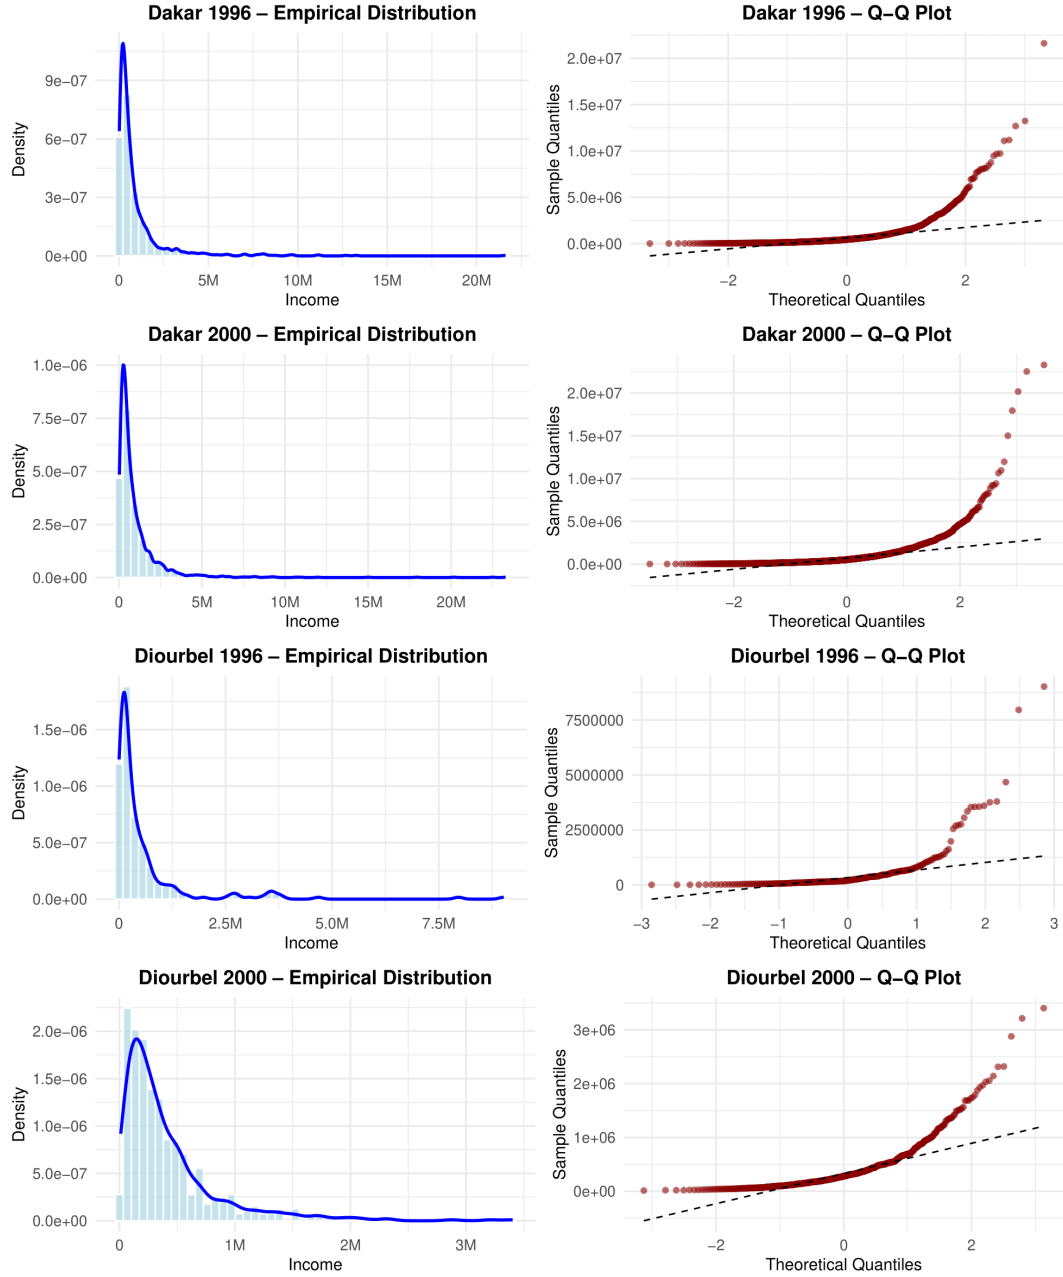 Dakar 1996 – Empirical Distribution
Density
9e−07
6e−07
3e−07
0e+00
0 5M 10M 15M 20M
Income
Dakar 1996 – Q−Q Plot
Sample Quantiles
2.0e+07
1.5e+07
1.0e+07
5.0e+06
0.0e+00
−2 0 2
Theoretical Quantiles
Dakar 2000 – Empirical Distribution
Density
1.0e−06
7.5e−07
5.0e−07
2.5e−07
0.0e+00
0 5M 10M 15M 20M
Income
Dakar 2000 – Q−Q Plot
Sample Quantiles
2.0e+07
1.5e+07
1.0e+07
5.0e+06
0.0e+00
−2 0 2
Theoretical Quantiles
Diourbel 1996 – Empirical Distribution
Density
1.5e−06
1.0e−06
5.0e−07
0.0e+00
0 2.5M 5.0M 7.5M
Income
Diourbel 1996 – Q−Q Plot
Sample Quantiles
7500000
5000000
2500000
0
−3 −2 −1 0 1 2 3
Theoretical Quantiles
Diourbel 2000 – Empirical Distribution
Density
2.0e−06
1.5e−06
1.0e−06
5.0e−07
0.0e+00
0 1M 2M 3M
Income
Diourbel 2000 – Q−Q Plot
Sample Quantiles
3e+06
2e+06
1e+06
0e+00
−2 0 2
Theoretical Quantiles